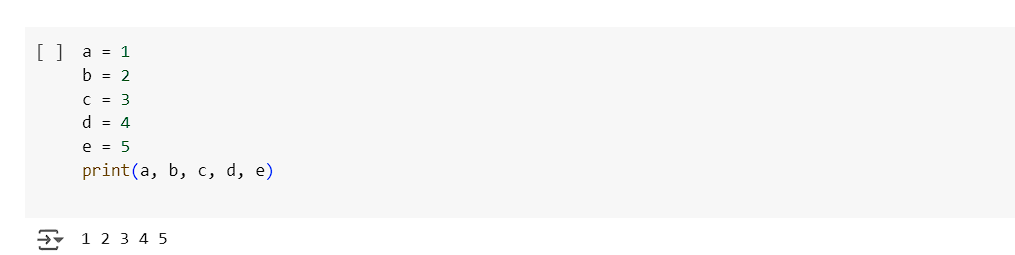 [ ] a = 1
b = 2
c = 3
d = 4
e = 5
print(a, b, c, d, e)
1 2 3 4 5